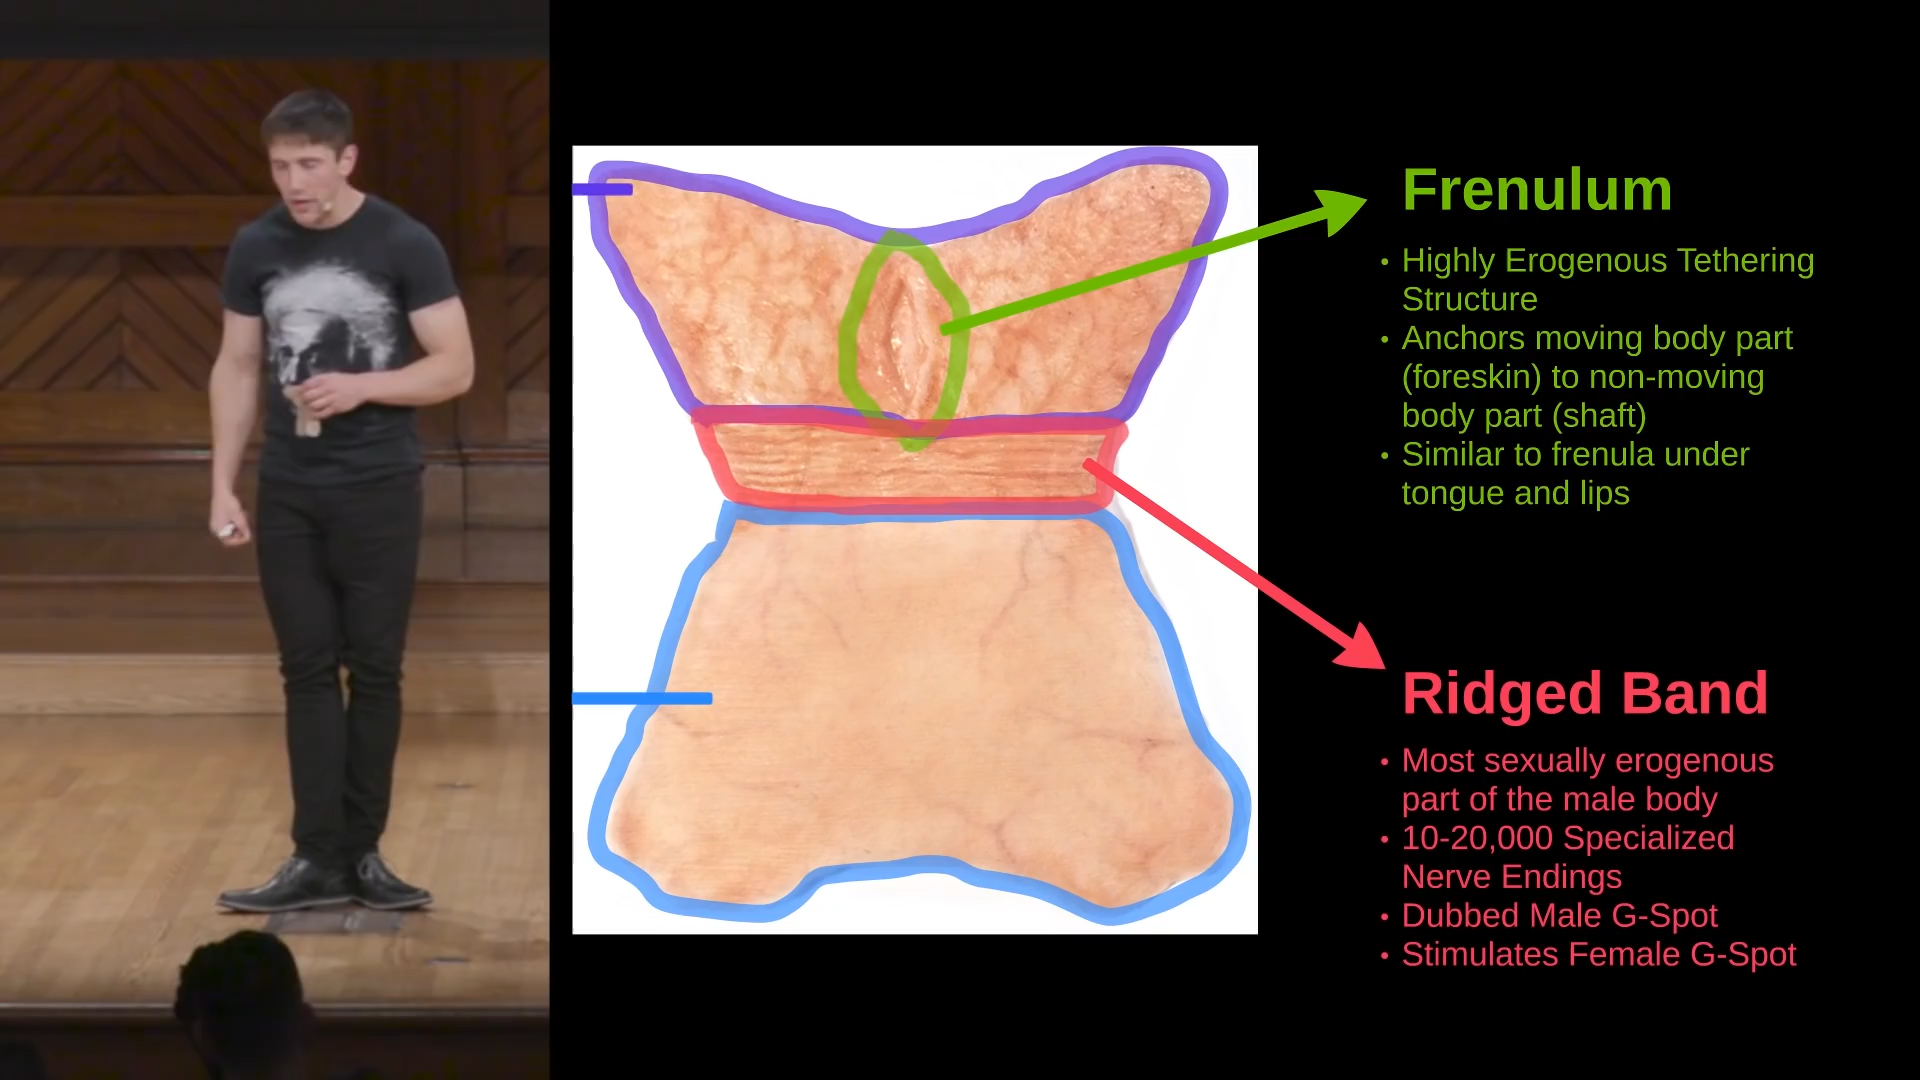 Frenulum
• Highly Erogenous Tethering
Structure
• Anchors moving body part
(foreskin) to non-moving
body part (shaft)
• Similar to frenula under
tongue and lips
Ridged Band
• Most sexually erogenous
part of the male body
• 10-20,000 Specialized
Nerve Endings
• Dubbed Male G-Spot
• Stimulates Female G-Spot